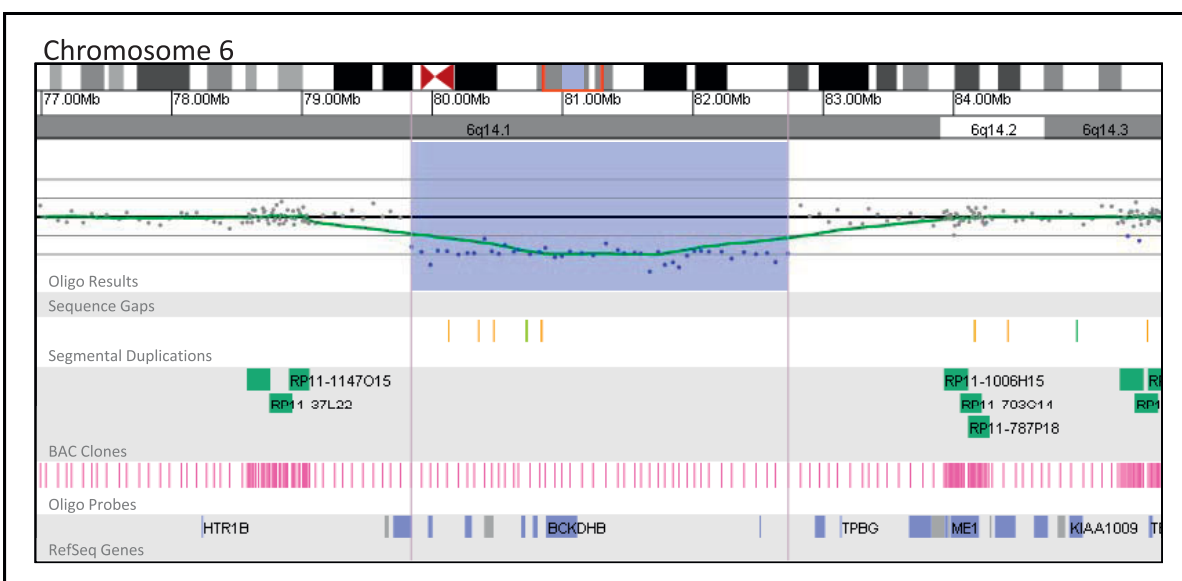 Chromosome 6
77.00Mb 78.00Mb 79.00Mb 80.00Mb 81.00Mb 82.00Mb 83.00Mb 84.00Mb
6q14.1 6q14.2 6q14.3
Oligo Results
Sequence Gaps
Segmental Duplications
RP11-1147O15 RP11-1006H15
RP11-37L22 RP11-703G14 RP1
RP11-787P18
BAC Clones
Oligo Probes
HTR1B BCKDHB TPBG ME1 KIAA1009
RefSeq Genes